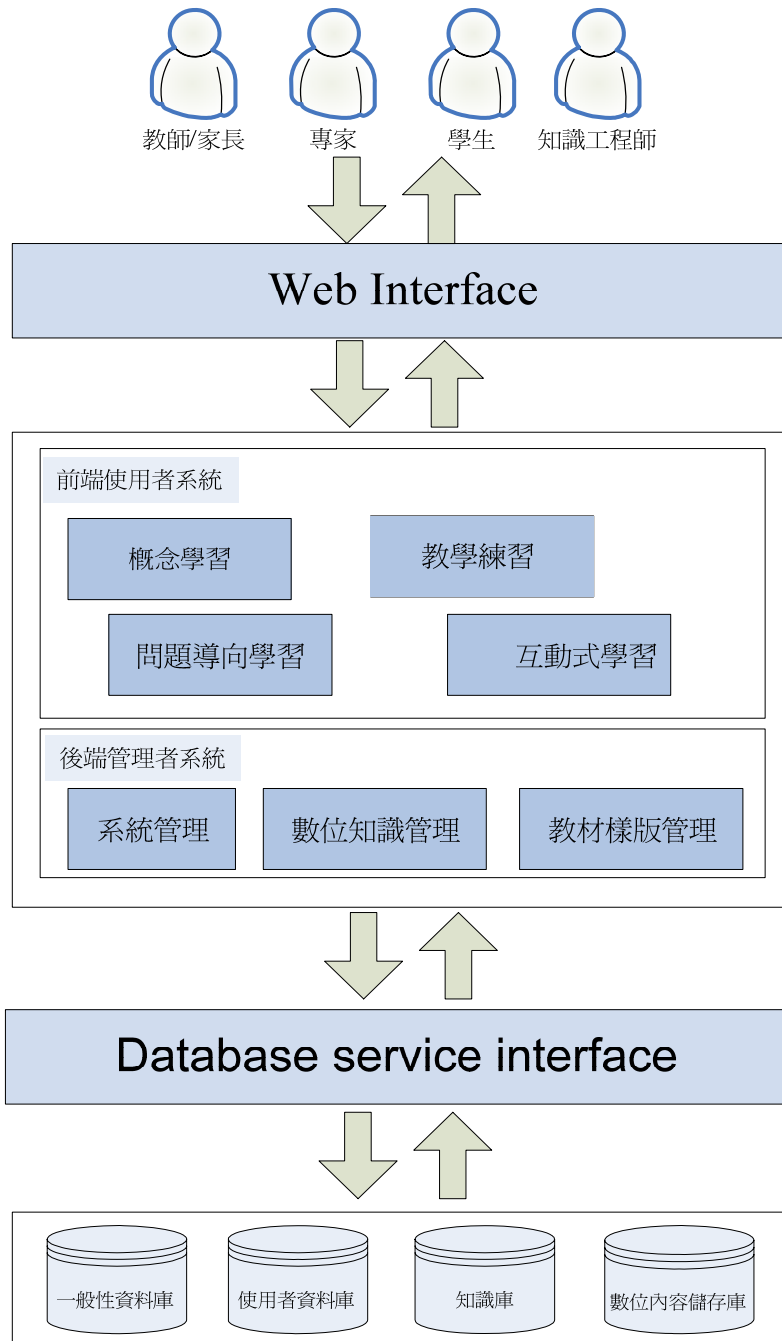 教師/家長
專家
學生
知識工程師
Web Interface
前端使用者系統
概念學習
教學練習
問題導向學習
互動式學習
後端管理者系統
系統管理
數位知識管理
教材樣版管理
Database service interface
一般性資料庫
使用者資料庫
知識庫
數位內容儲存庫